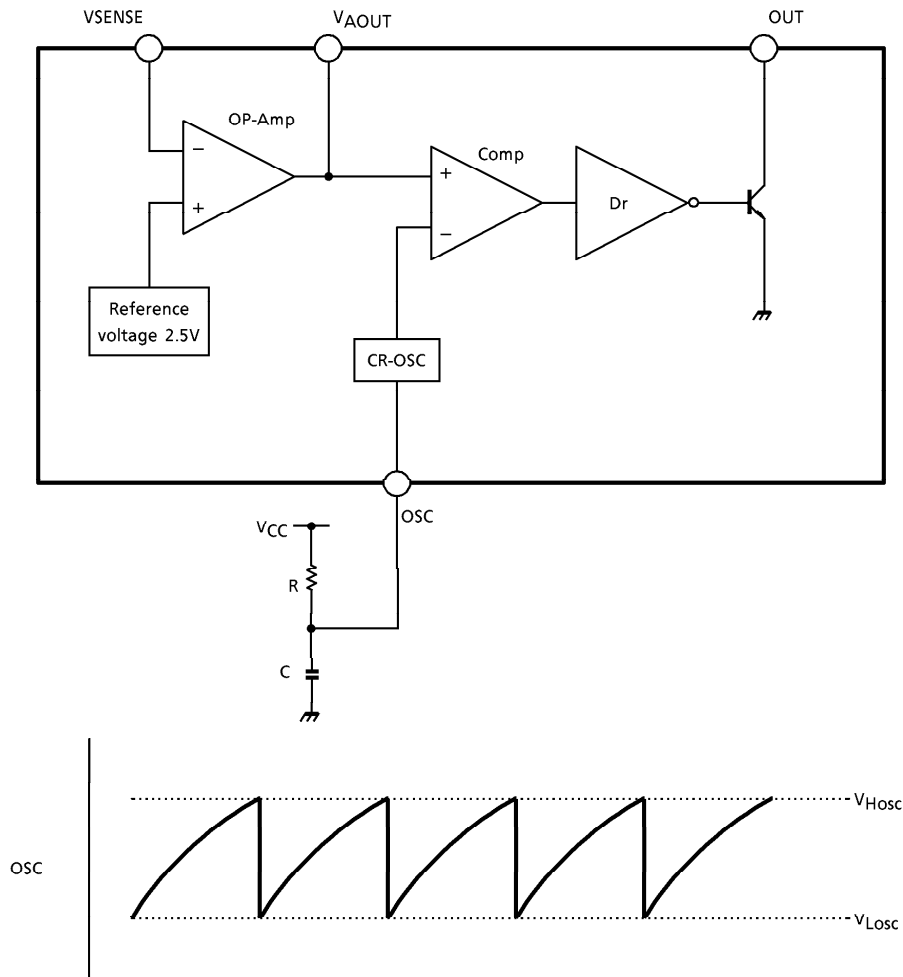 VSENSE
VAOUT
OUT
OP-Amp
−
+
Comp
+
−
Dr
Reference
voltage 2.5V
CR-OSC
OSC
VCC
R
C
OSC
VHosc
VLosc